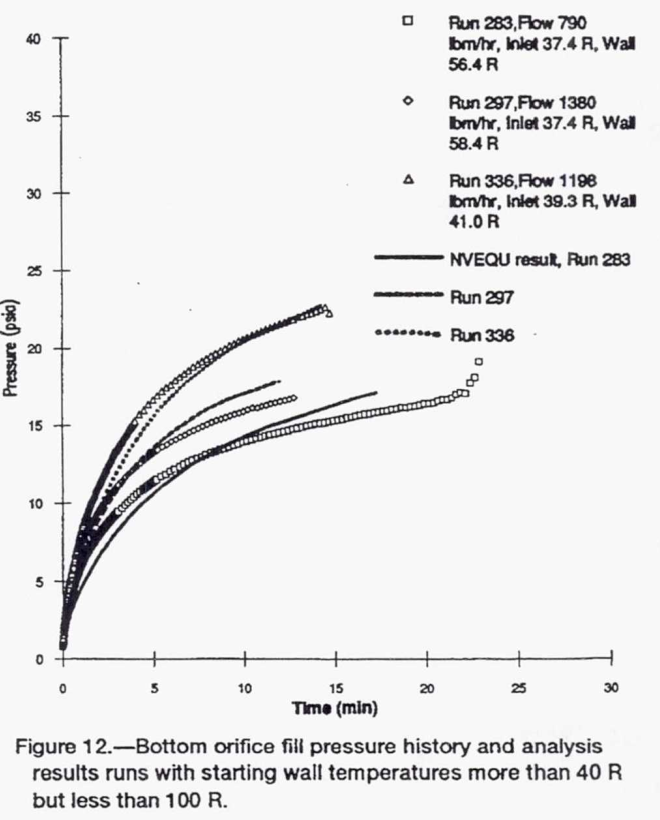 Run 283,Flow 790
lbm/hr, Inlet 37.4 R, Wall
56.4 R
Run 297,Flow 1380
lbm/hr, Inlet 37.4 R, Wall
58.4 R
Run 336,Flow 1198
lbm/hr, Inlet 39.3 R, Wall
41.0 R
NVEQU result, Run 283
Run 297
Run 336
40
35
30
25
20
15
10
5
0
Pressure (psia)
0 5 10 15 20 25 30
Time (min)
Figure 12.—Bottom orifice fill pressure history and analysis
results runs with starting wall temperatures more than 40 R
but less than 100 R.